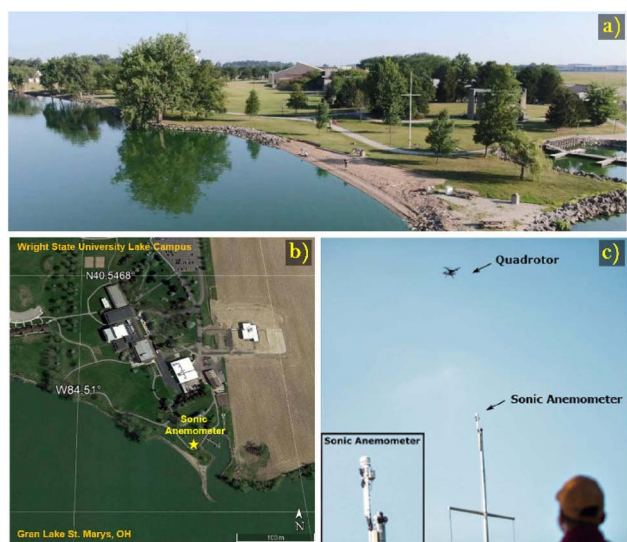 a)
Wright State University Lake Campus
b)
N40.5468
W84.51°
Sonic
Anemometer
Gran Lake St. Marys, OH
100 m
N
c)
Quadrotor
Sonic Anemometer
Sonic Anemometer